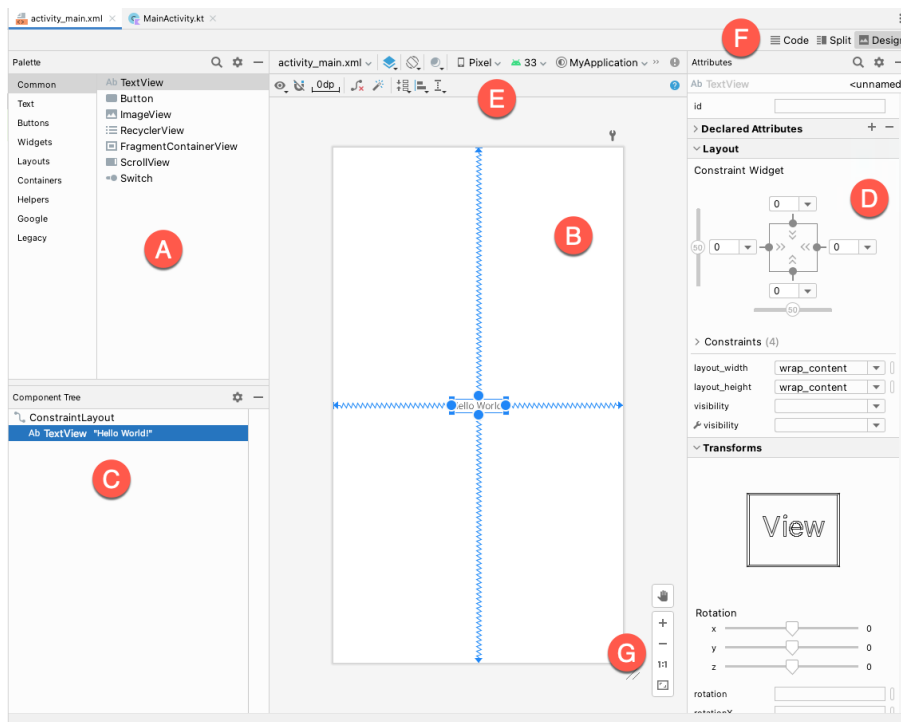 activity_main.xml × MainActivity.kt ×
F Code Split Design
Palette
Common
Text
Buttons
Widgets
Layouts
Containers
Helpers
Google
Legacy
Ab TextView
Button
ImageView
RecyclerView
FragmentContainerView
ScrollView
Switch
A
Component Tree
ConstraintLayout
Ab TextView "Hello World!"
C
activity_main.xml Pixel 33 MyApplication »
0dp
E
B
Hello World
1:1
G
Attributes
Ab TextView <unnamed
id
Declared Attributes
Layout
Constraint Widget
D
0
50 0 0
0
50
Constraints (4)
layout_width wrap_content
layout_height wrap_content
visibility
visibility
Transforms
View
Rotation
x 0
y 0
z 0
rotation
rotationX